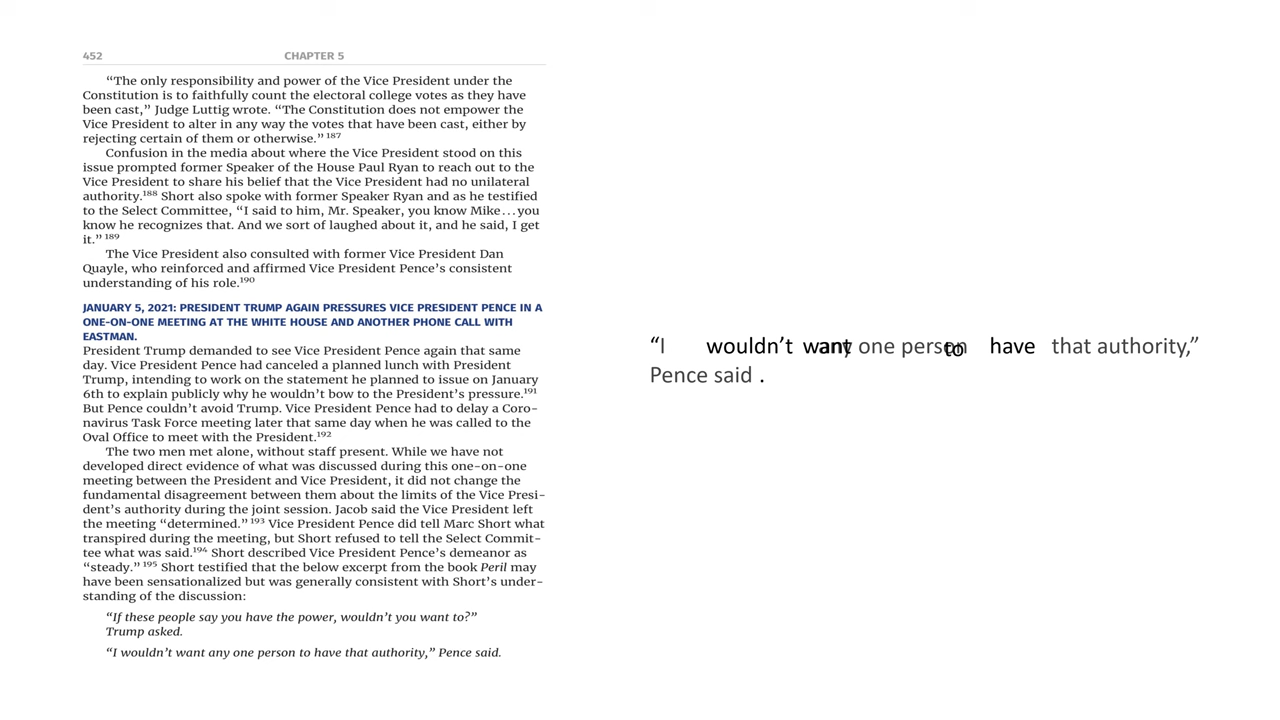 452 CHAPTER 5
“The only responsibility and power of the Vice President under the
Constitution is to faithfully count the electoral college votes as they have
been cast,” Judge Luttig wrote. “The Constitution does not empower the
Vice President to alter in any way the votes that have been cast, either by
rejecting certain of them or otherwise.” 187
Confusion in the media about where the Vice President stood on this
issue prompted former Speaker of the House Paul Ryan to reach out to the
Vice President to share his belief that the Vice President had no unilateral
authority.188 Short also spoke with former Speaker Ryan and as he testified
to the Select Committee, “I said to him, Mr. Speaker, you know Mike...you
know he recognizes that. And we sort of laughed about it, and he said, I get
it.” 189
The Vice President also consulted with former Vice President Dan
Quayle, who reinforced and affirmed Vice President Pence’s consistent
understanding of his role.190
JANUARY 5, 2021: PRESIDENT TRUMP AGAIN PRESSURES VICE PRESIDENT PENCE IN A
ONE-ON-ONE MEETING AT THE WHITE HOUSE AND ANOTHER PHONE CALL WITH
EASTMAN.
President Trump demanded to see Vice President Pence again that same
day. Vice President Pence had canceled a planned lunch with President
Trump, intending to work on the statement he planned to issue on January
6th to explain publicly why he wouldn’t bow to the President’s pressure.191
But Pence couldn’t avoid Trump. Vice President Pence had to delay a Coro-
navirus Task Force meeting later that same day when he was called to the
Oval Office to meet with the President.192
The two men met alone, without staff present. While we have not
developed direct evidence of what was discussed during this one-on-one
meeting between the President and Vice President, it did not change the
fundamental disagreement between them about the limits of the Vice Presi-
dent’s authority during the joint session. Jacob said the Vice President left
the meeting “determined.” 193 Vice President Pence did tell Marc Short what
transpired during the meeting, but Short refused to tell the Select Commit-
tee what was said.194 Short described Vice President Pence’s demeanor as
“steady.” 195 Short testified that the below excerpt from the book Peril may
have been sensationalized but was generally consistent with Short’s under-
standing of the discussion:
“If these people say you have the power, wouldn’t you want to?”
Trump asked.
“I wouldn’t want any one person to have that authority,” Pence said.
“I wouldn’t want any one person to have that authority,”
Pence said .